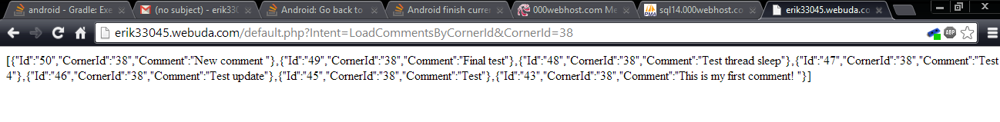 android - Gradle: Exe
(no subject) - erik33
Android: Go back to
Android finish currer
000webhost.com Me
sql14.000webhost.co
erik33045.webuda.co
erik33045.webuda.com/default.php?Intent=LoadCommentsByCornerId&CornerId=38
ABP
[{"Id":"50","CornerId":"38","Comment":"New comment "},{"Id":"49","CornerId":"38","Comment":"Final test"},{"Id":"48","CornerId":"38","Comment":"Test thread sleep"},{"Id":"47","CornerId":"38","Comment":"Test
4"},{"Id":"46","CornerId":"38","Comment":"Test update"},{"Id":"45","CornerId":"38","Comment":"Test"},{"Id":"43","CornerId":"38","Comment":"This is my first comment! "}]